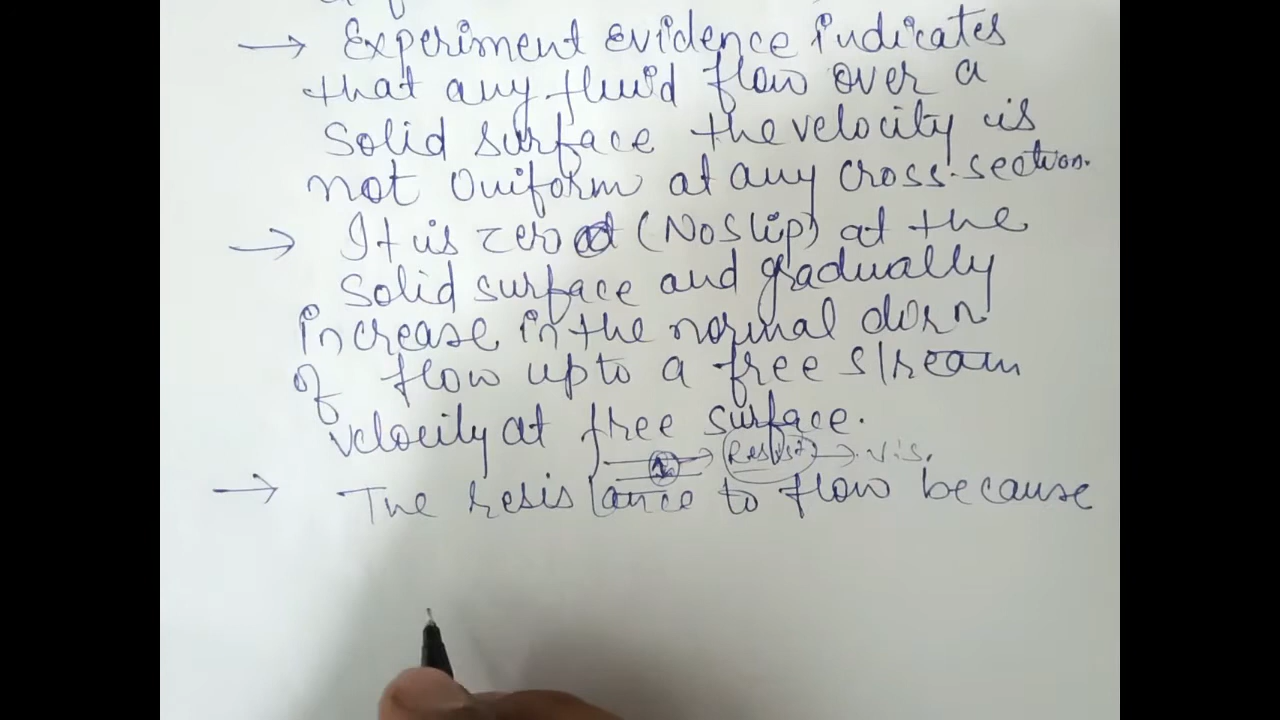 → Experiment evidence indicates
that any fluid flow over a
solid surface the velocity is
not Uniform at any cross-section.
→ It is zero (No slip) at the
solid surface and gradually
increase in the normal dirn
of flow upto a free stream
velocity at free surface.
→ vis.
→ The resistance to flow because